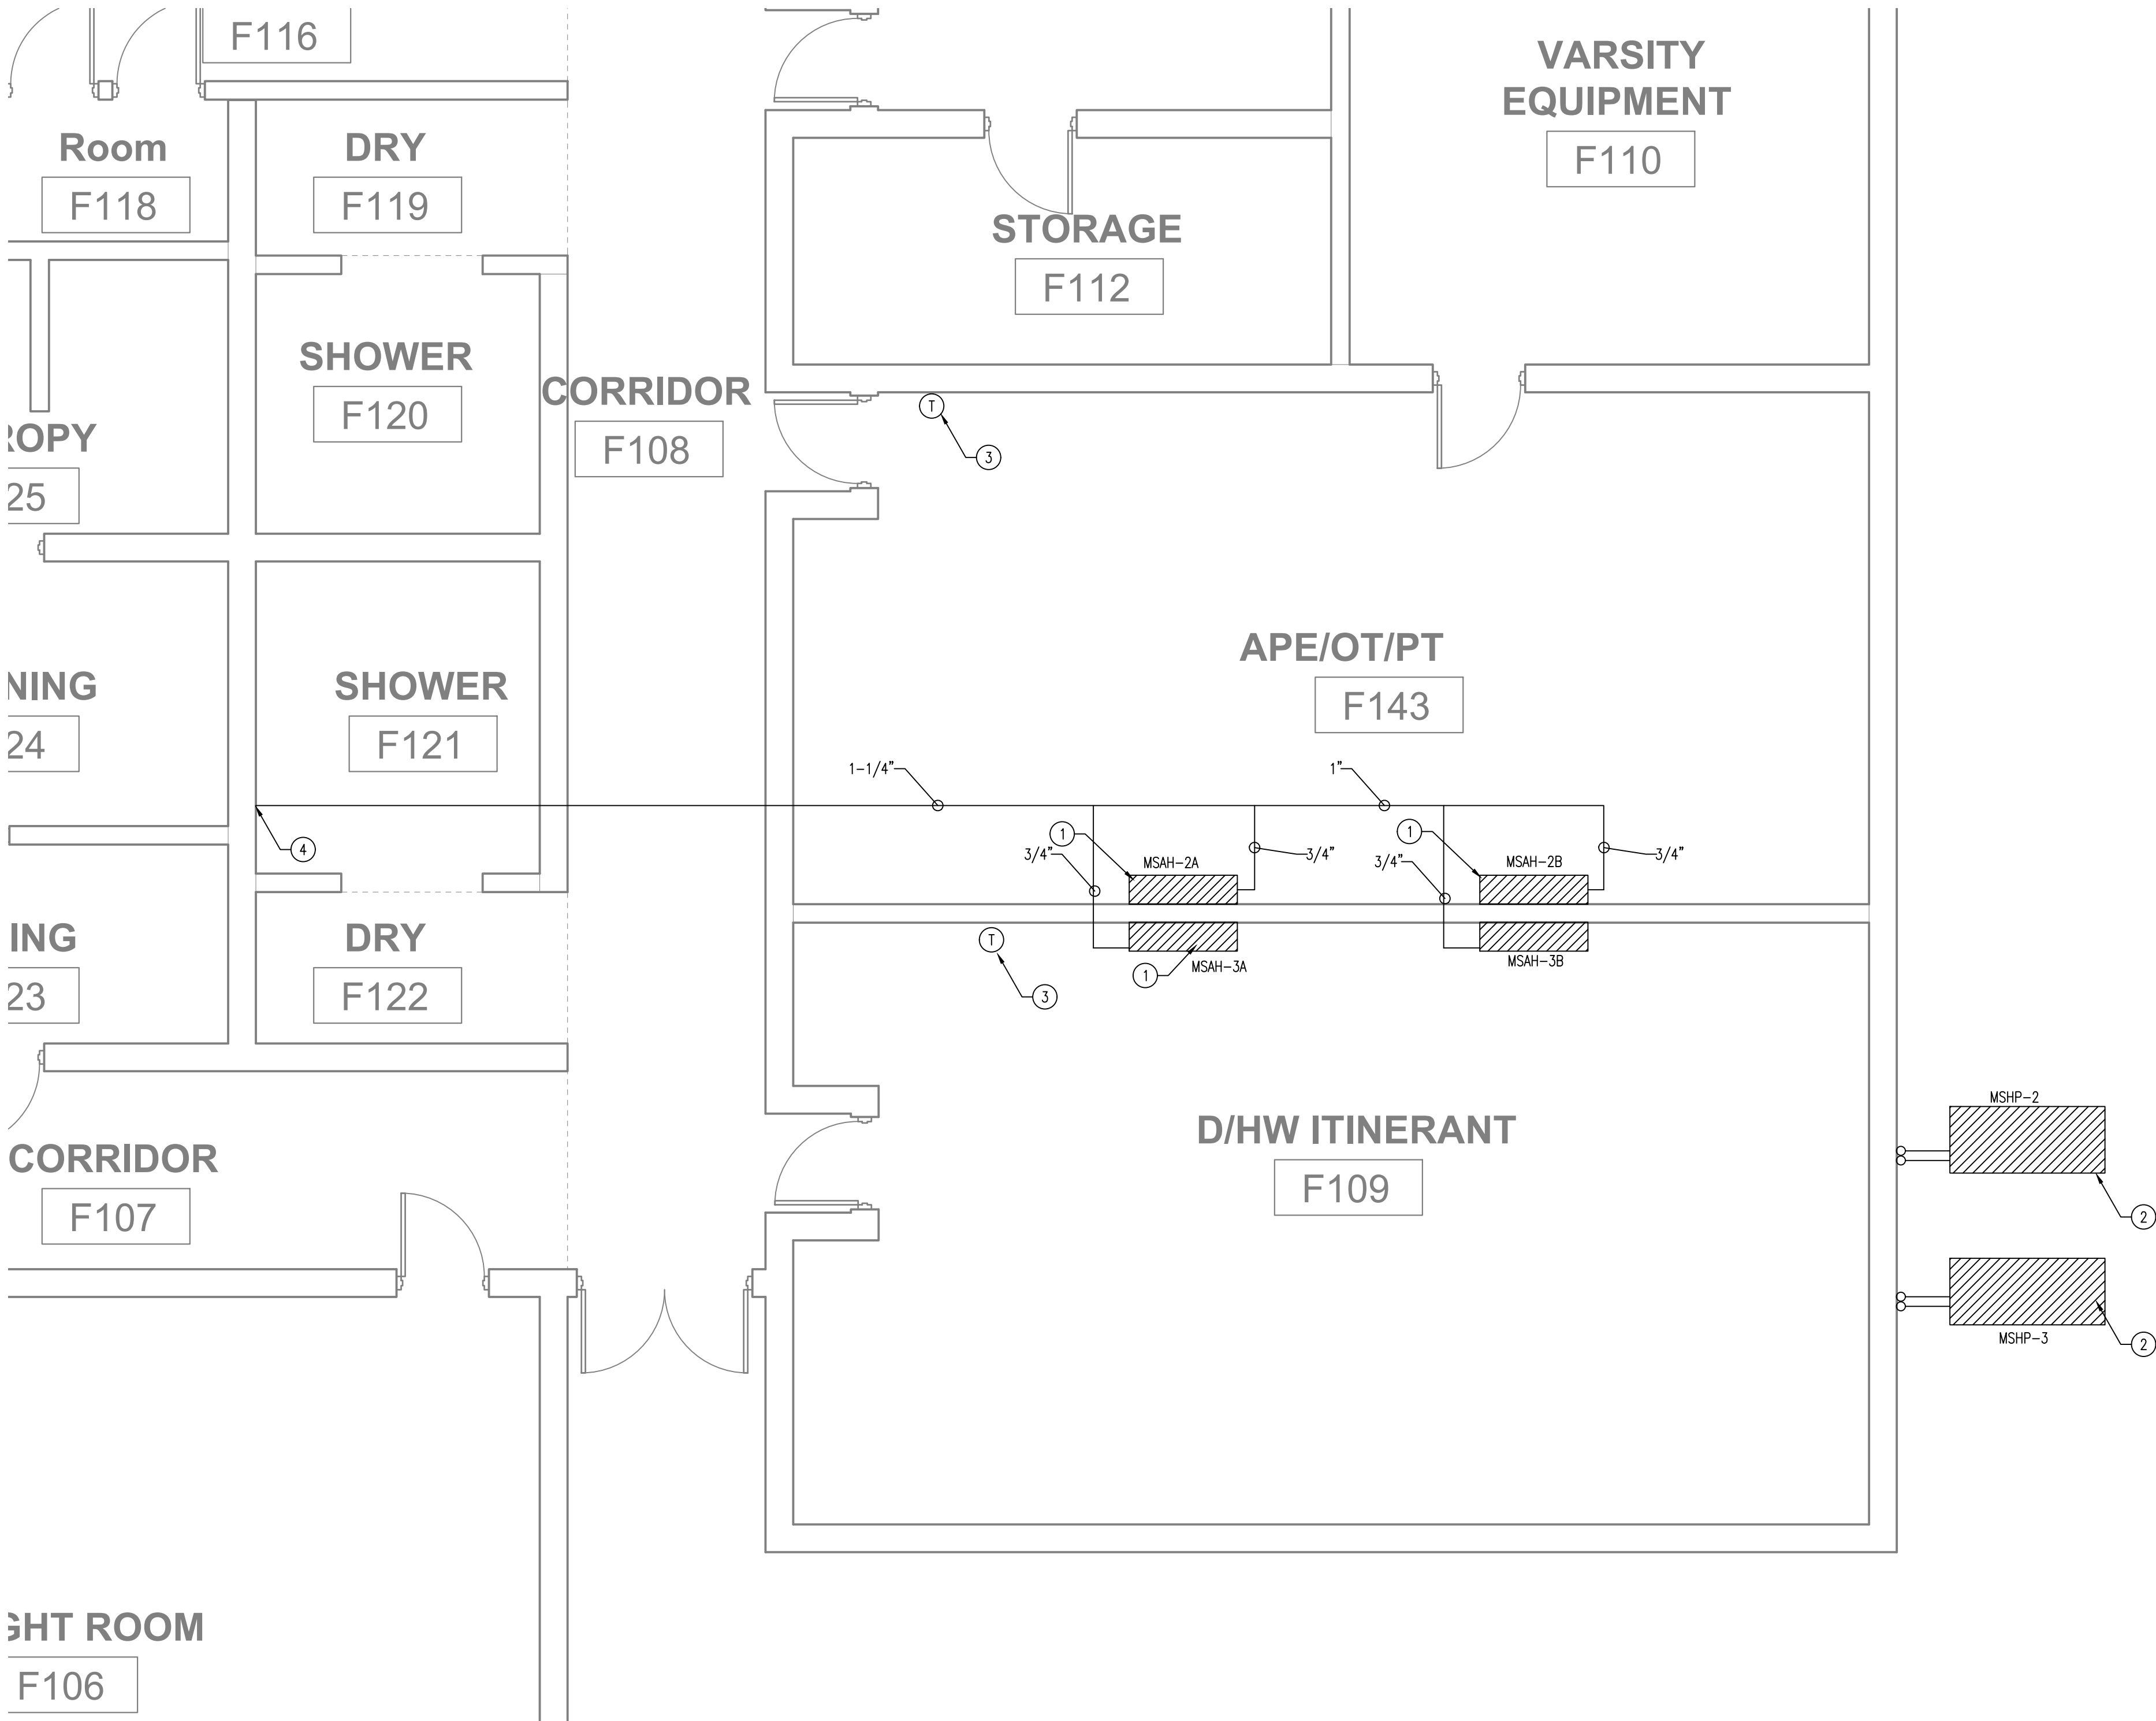 F116
VARSITY
EQUIPMENT
F110
Room
F118
DRY
F119
STORAGE
F112
SHOWER
F120
CORRIDOR
F108
T
3
ROPY
25
APE/OT/PT
F143
NING
24
SHOWER
F121
1-1/4"
1"
4
1
3/4"
MSAH-2A
3/4"
1
3/4"
MSAH-2B
3/4"
ING
23
DRY
F122
T
3
1
MSAH-3A
MSAH-3B
CORRIDOR
F107
D/HW ITINERANT
F109
MSHP-2
2
MSHP-3
2
GHT ROOM
F106